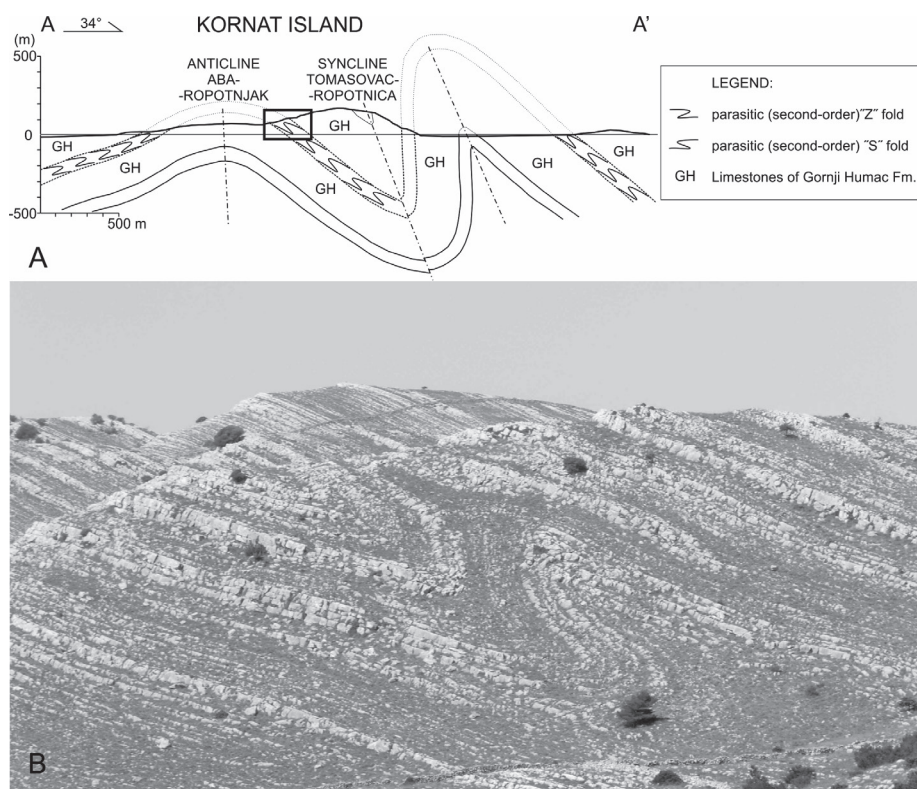 A 34° KORNAT ISLAND A'
(m)
500
0
-500
500 m
ANTICLINE
ABA-
-ROPOTNJAK
SYNCLINE
TOMASOVAC-
-ROPOTNICA
GH
GH
GH
GH
GH
GH
GH
GH
LEGEND:
parasitic (second-order)˝Z˝ fold
parasitic (second-order) ˝S˝ fold
GH Limestones of Gornji Humac Fm.
A
B